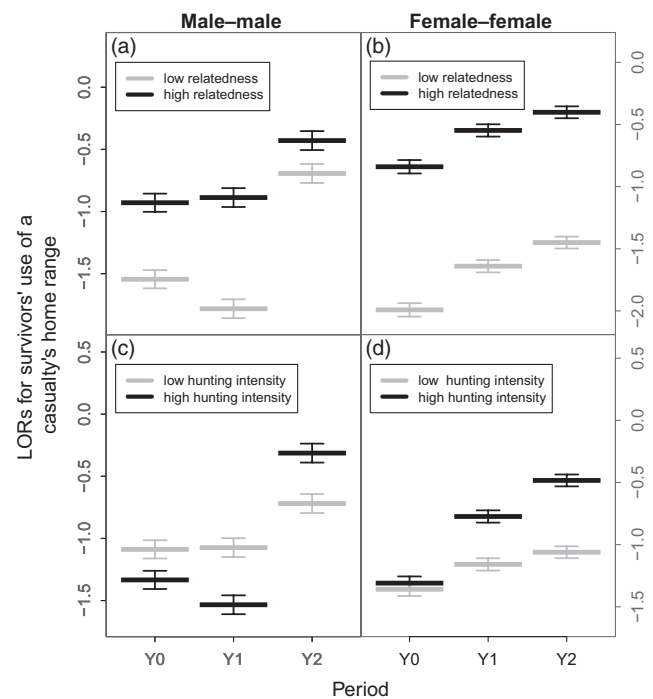 Male–male
Female–female
(a)
low relatedness
high relatedness
(b)
low relatedness
high relatedness
0.0
−0.5
−1.0
−1.5
0.0
−0.5
−1.0
−1.5
−2.0
LORs for survivors' use of a
casualty's home range
(c)
low hunting intensity
high hunting intensity
(d)
low hunting intensity
high hunting intensity
0.5
0.0
−0.5
−1.0
−1.5
0.5
0.0
−0.5
−1.0
−1.5
Y0 Y1 Y2
Y0 Y1 Y2
Period